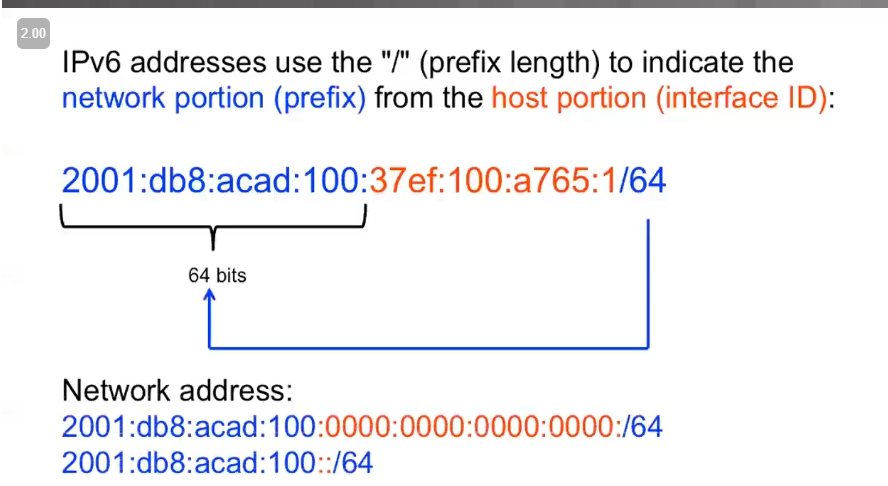 2.00
IPv6 addresses use the "/" (prefix length) to indicate the
network portion (prefix) from the host portion (interface ID):
2001:db8:acad:100:37ef:100:a765:1/64
64 bits
Network address:
2001:db8:acad:100:0000:0000:0000:0000:/64
2001:db8:acad:100::/64